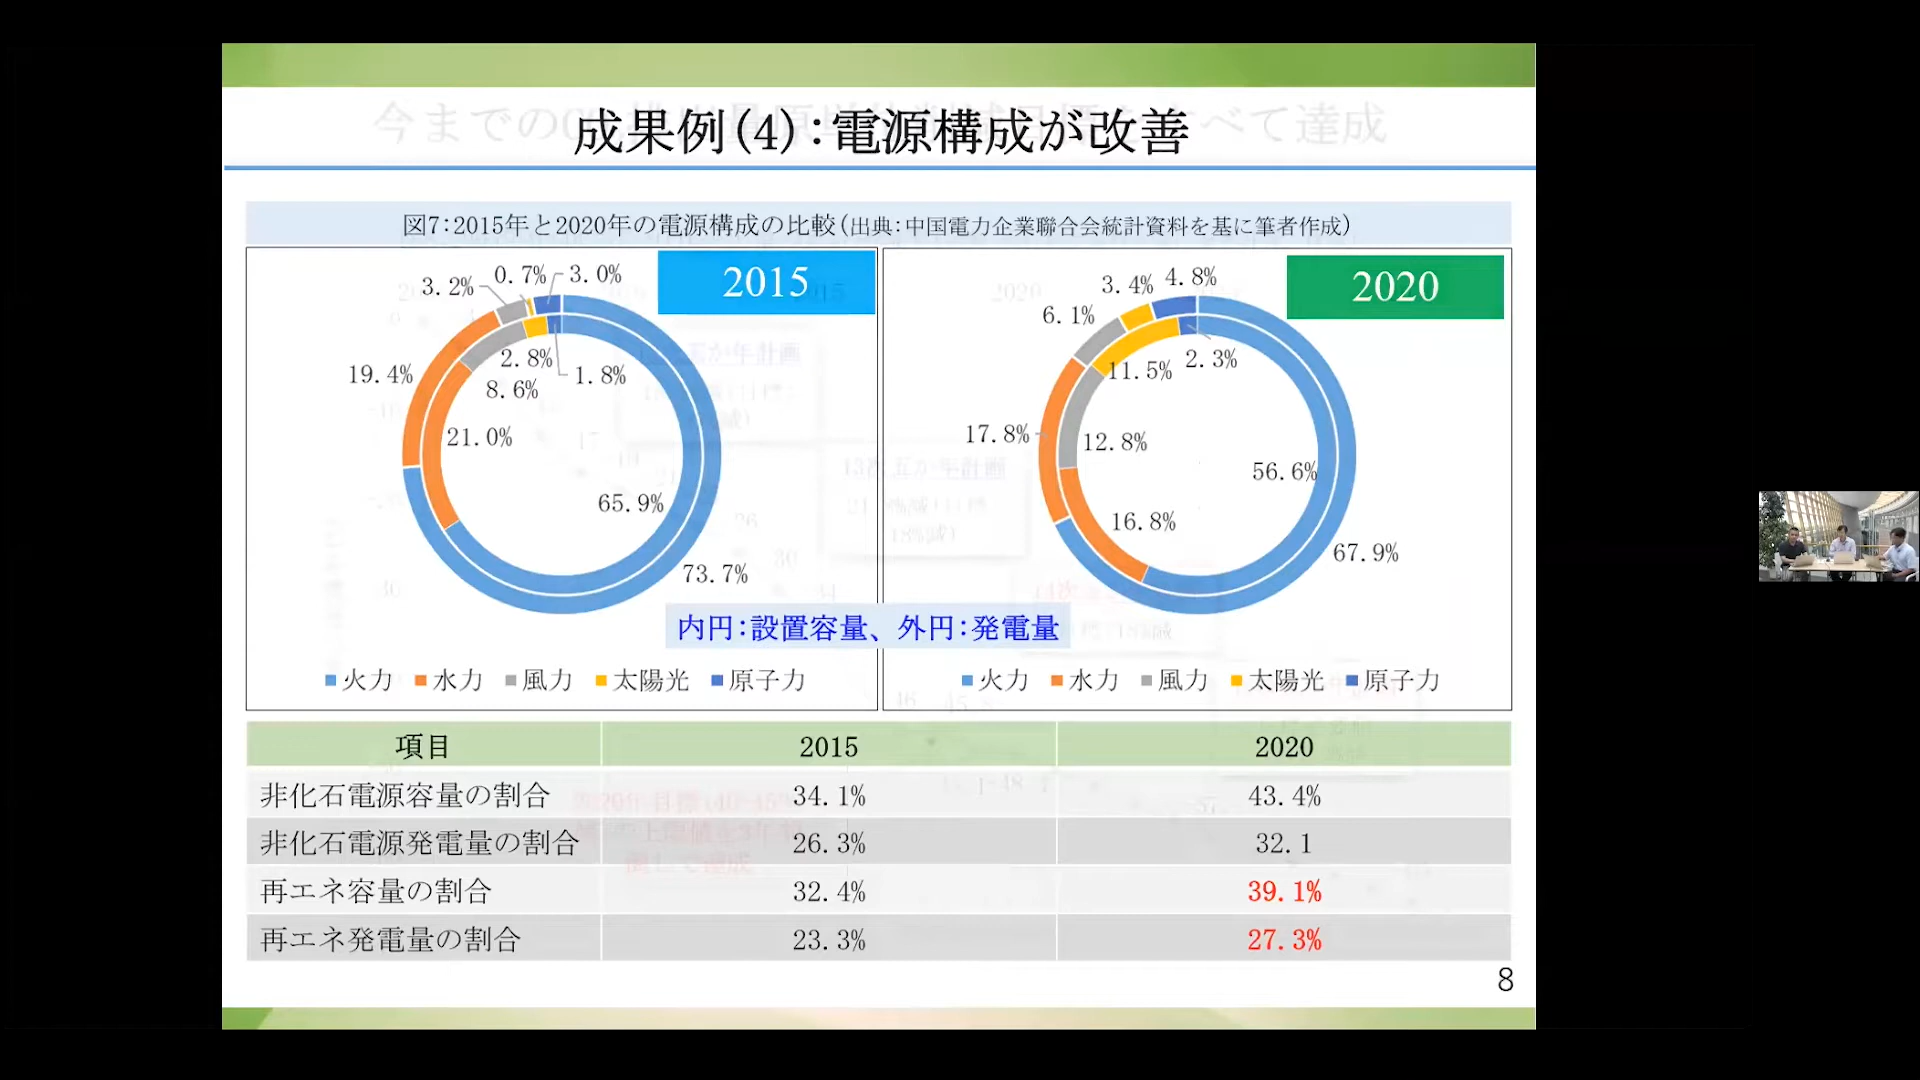 成果例(4):電源構成が改善
図7:2015年と2020年の電源構成の比較(出典:中国電力企業聯合会統計資料を基に筆者作成)
2015
3.2%
0.7%
3.0%
19.4%
2.8%
1.8%
8.6%
21.0%
65.9%
73.7%
火力 水力 風力 太陽光 原子力
2020
3.4%
4.8%
6.1%
11.5%
2.3%
17.8%
12.8%
56.6%
16.8%
67.9%
火力 水力 風力 太陽光 原子力
内円:設置容量、外円:発電量
項目 2015 2020
非化石電源容量の割合 34.1% 43.4%
非化石電源発電量の割合 26.3% 32.1
再エネ容量の割合 32.4% 39.1%
再エネ発電量の割合 23.3% 27.3%
8